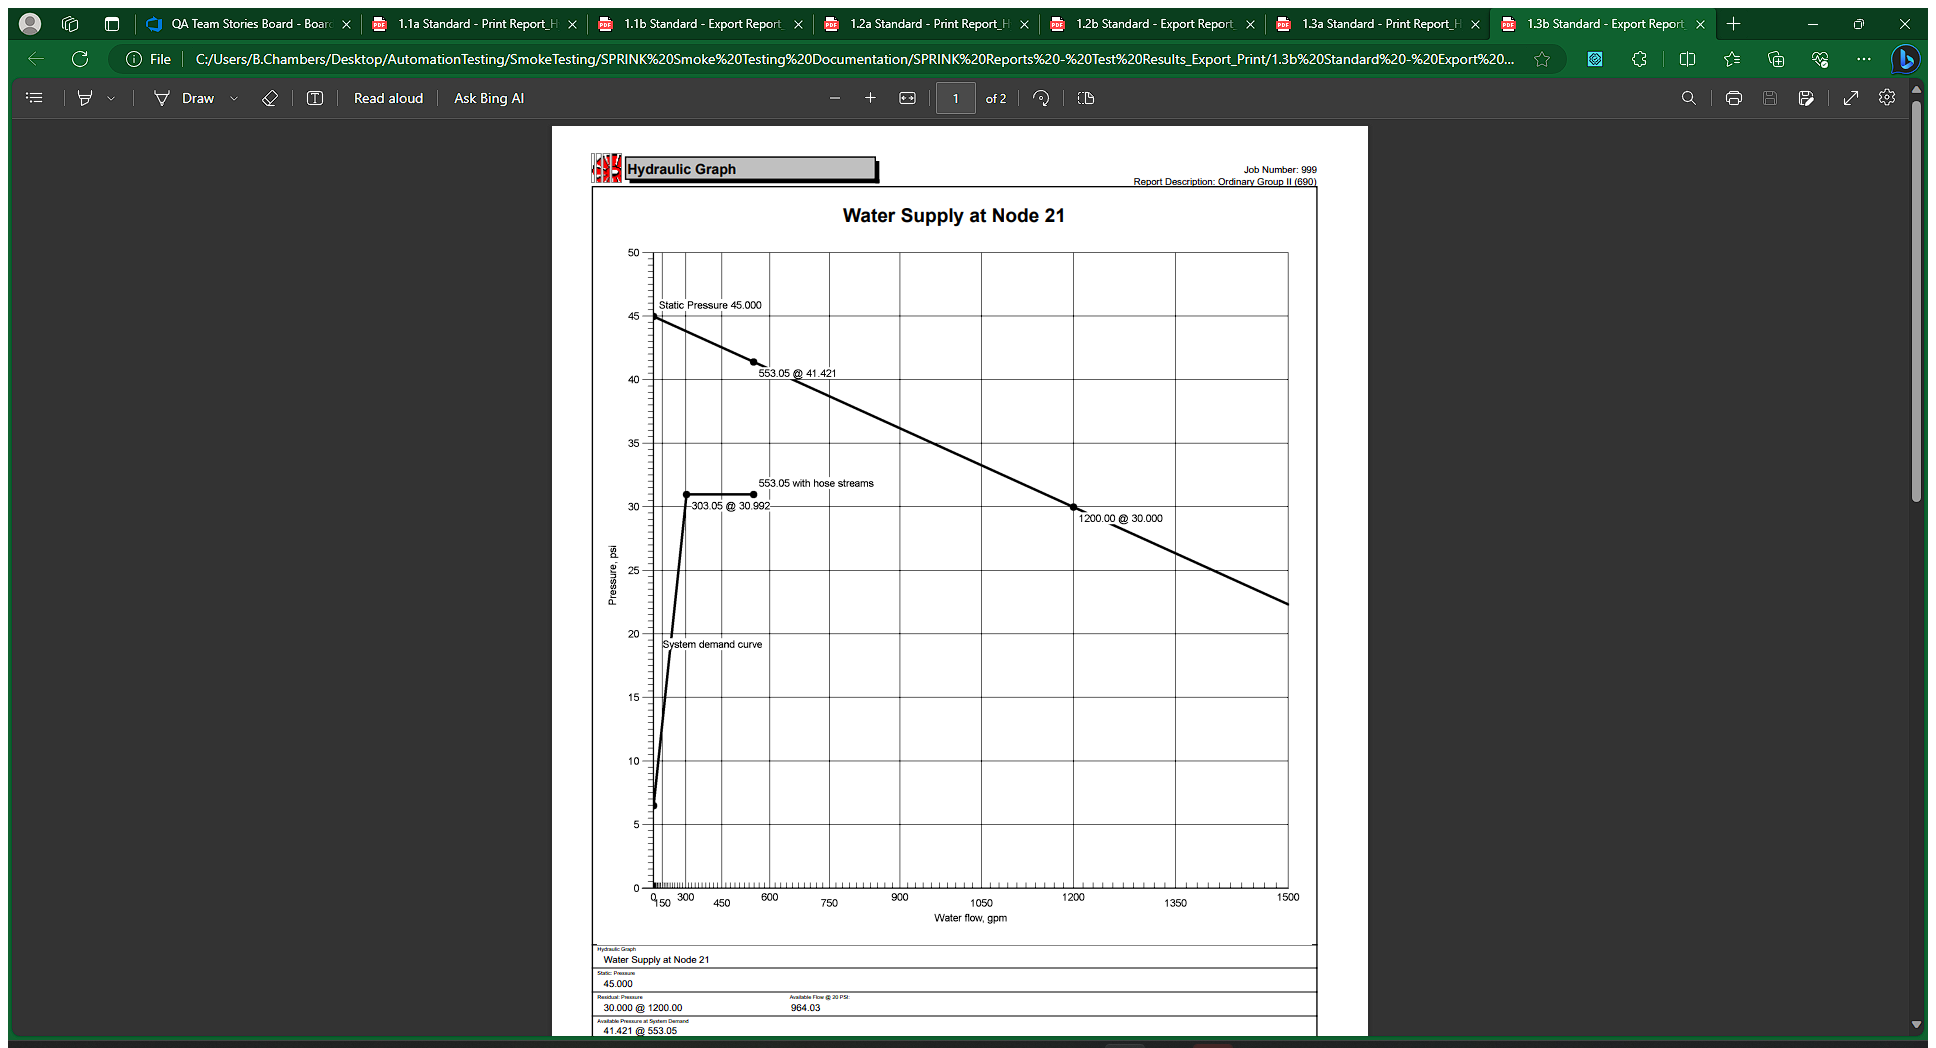 QA Team Stories Board - Boar
1.1a Standard - Print Report_H
1.1b Standard - Export Report_
1.2a Standard - Print Report_H
1.2b Standard - Export Report_
1.3a Standard - Print Report_H
1.3b Standard - Export Report_
File
C:/Users/B.Chambers/Desktop/AutomationTesting/SmokeTesting/SPRINK%20Smoke%20Testing%20Documentation/SPRINK%20Reports%20-%20Test%20Results_Export_Print/1.3b%20Standard%20-%20Export%20...
Draw
Read aloud
Ask Bing AI
1
of 2
Hydraulic Graph
Job Number: 999
Report Description: Ordinary Group II (690)
Water Supply at Node 21
50
Static Pressure 45.000
45
553.05 @ 41.421
40
35
553.05 with hose streams
303.05 @ 30.992
30
1200.00 @ 30.000
25
Pressure, psi
20
System demand curve
15
10
5
0
0 150 300 450 600 750 900 1050 1200 1350 1500
Water flow, gpm
Hydraulic Graph
Water Supply at Node 21
Static: Pressure
45.000
Residual: Pressure
Available Flow @ 20 PSI:
30.000 @ 1200.00
964.03
Available Pressure at System Demand
41.421 @ 553.05